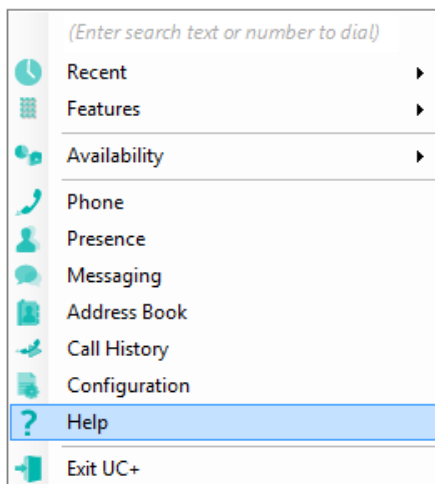 (Enter search text or number to dial)
Recent
Features
Availability
Phone
Presence
Messaging
Address Book
Call History
Configuration
Help
Exit UC+